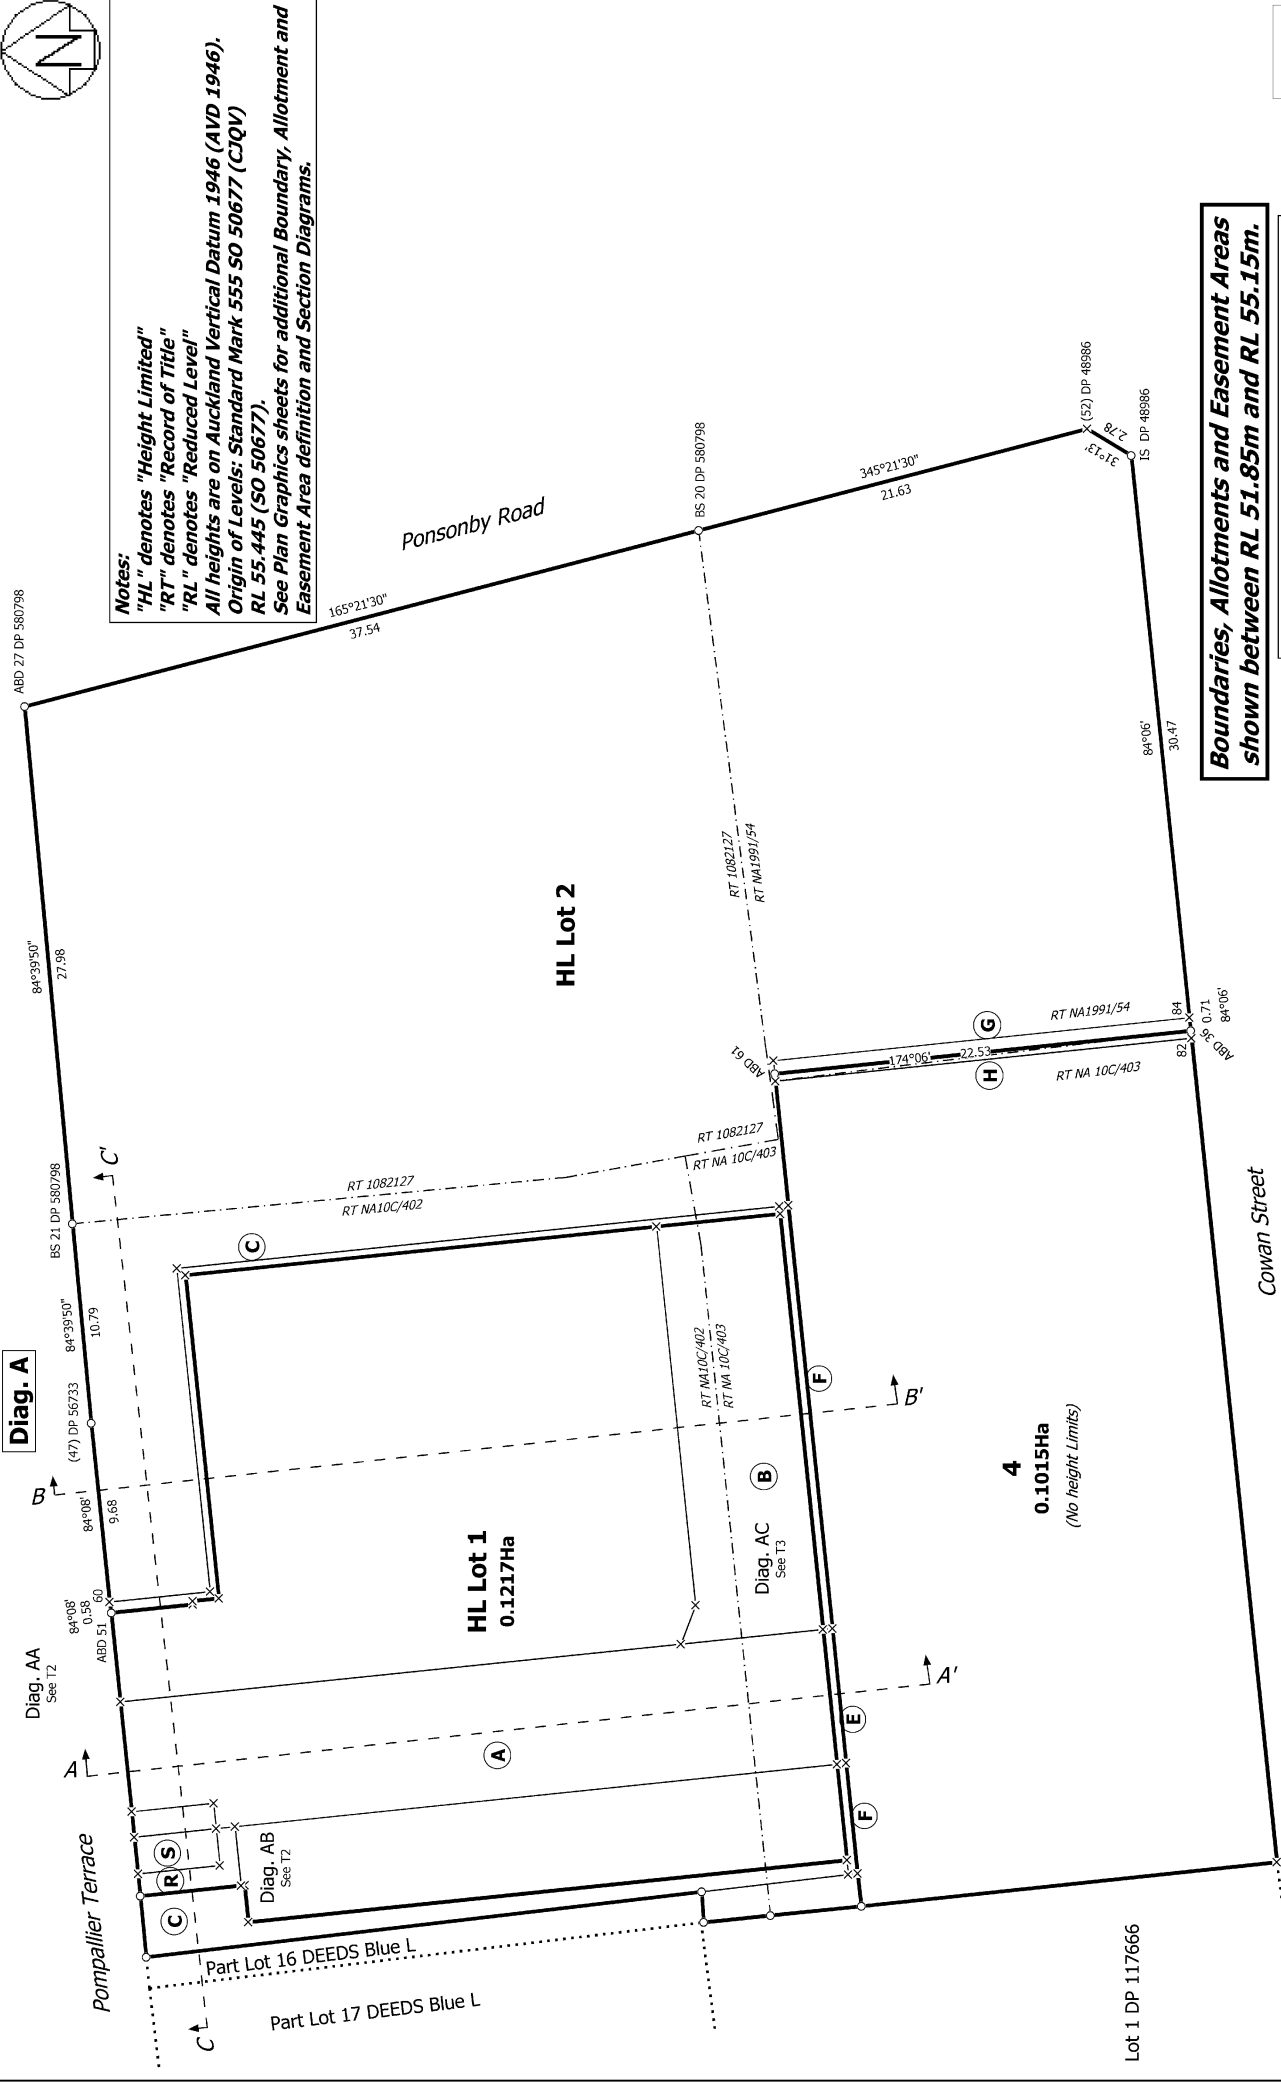 N
Notes:
"HL" denotes "Height Limited"
"RT" denotes "Record of Title"
"RL" denotes "Reduced Level"
All heights are on Auckland Vertical Datum 1946 (AVD 1946).
Origin of Levels: Standard Mark 555 SO 50677 (CJQV)
RL 55.445 (SO 50677).
See Plan Graphics sheets for additional Boundary, Allotment and
Easement Area definition and Section Diagrams.
Diag. A
Pompallier Terrace
Diag. AA
See T2
ABD 51
84°08'
0.58
60
84°08'
9.68
(47) DP 56733
84°39'50"
10.79
BS 21 DP 580798
84°39'50"
27.98
ABD 27 DP 580798
165°21'30"
37.54
Ponsonby Road
BS 20 DP 580798
345°21'30"
21.63
(52) DP 48986
31°13'
2.78
IS DP 48986
84°06'
30.47
A
B
C
C'
C
R
S
Diag. AB
See T2
C
Part Lot 16 DEEDS Blue L
Part Lot 17 DEEDS Blue L
A
HL Lot 1
0.1217Ha
HL Lot 2
RT 1082127
RT NA10C/402
RT 1082127
RT NA 10C/403
RT 1082127
RT NA1991/54
RT NA10C/402
RT NA 10C/403
Diag. AC
See T3
B
F
E
F
A'
B'
ABD 61
174°06'
22.53
G
H
RT NA1991/54
RT NA 10C/403
82
84
0.71
84°06'
ABD 36
4
0.1015Ha
(No height Limits)
Lot 1 DP 117666
Cowan Street
Boundaries, Allotments and Easement Areas
shown between RL 51.85m and RL 55.15m.